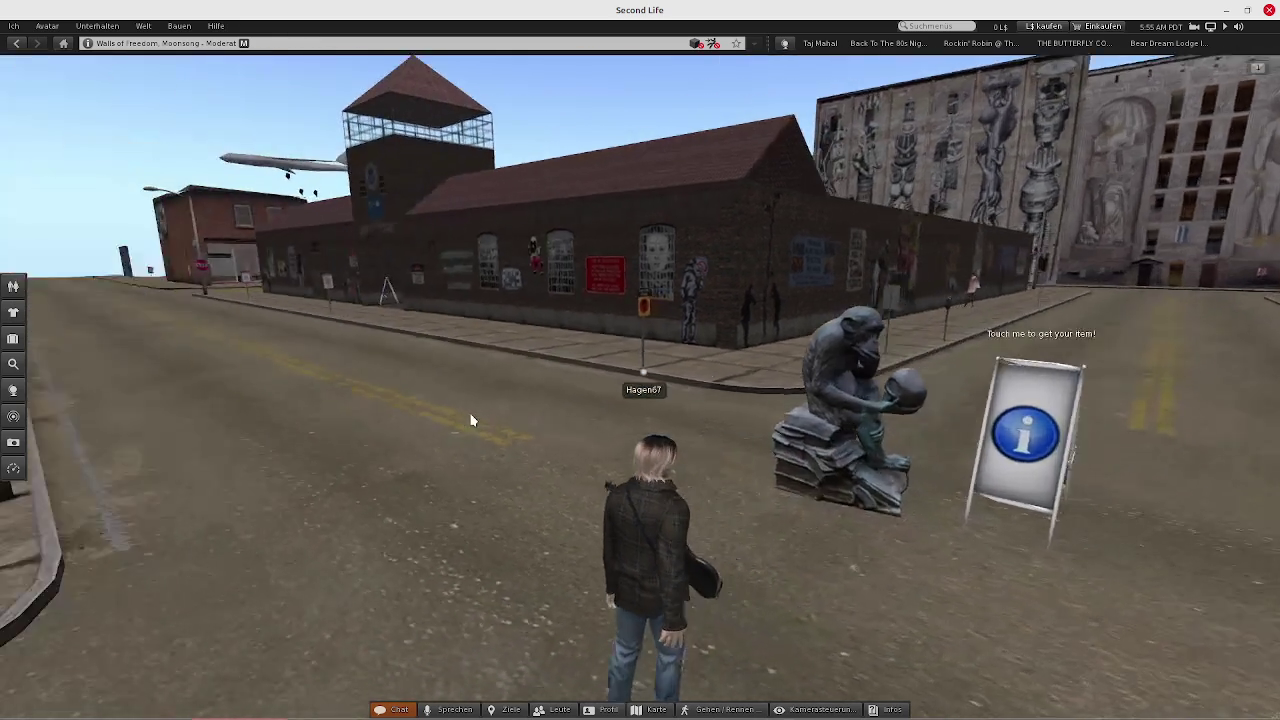 Second Life
Ich Avatar Unterhalten Welt Bauen Hilfe
Suchmenüs 0 L$ L$ kaufen Einkaufen 5:55 AM PDT
Walls of Freedom, Moonsong - Moderat M
Taj Mahal Back To The 80s Nig... Rockin' Robin @ Th... THE BUTTERFLY CO... Bear Dream Lodge I...
Touch me to get your item!
Hagen67
i
Chat Sprechen Ziele Leute Profil Karte Gehen / Rennen ... Kamerasteuerun... Infos